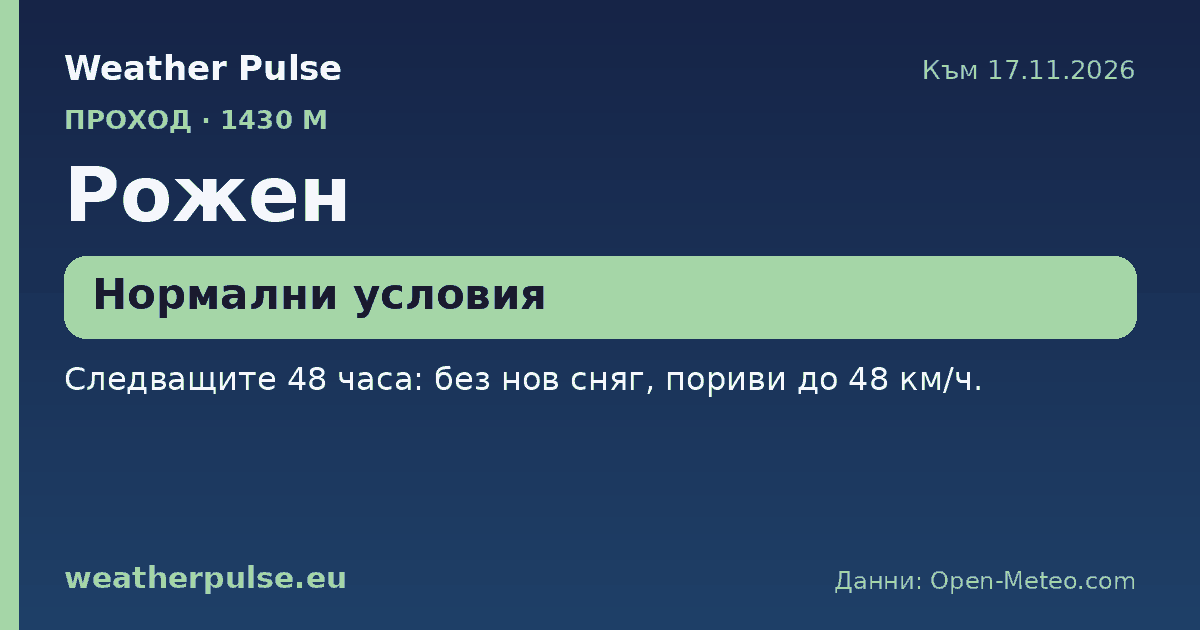 Weather Pulse
Към 17.11.2026
ПРОХОД · 1430 М
Рожен
Нормални условия
Следващите 48 часа: без нов сняг, пориви до 48 км/ч.
weatherpulse.eu
Данни: Open-Meteo.com